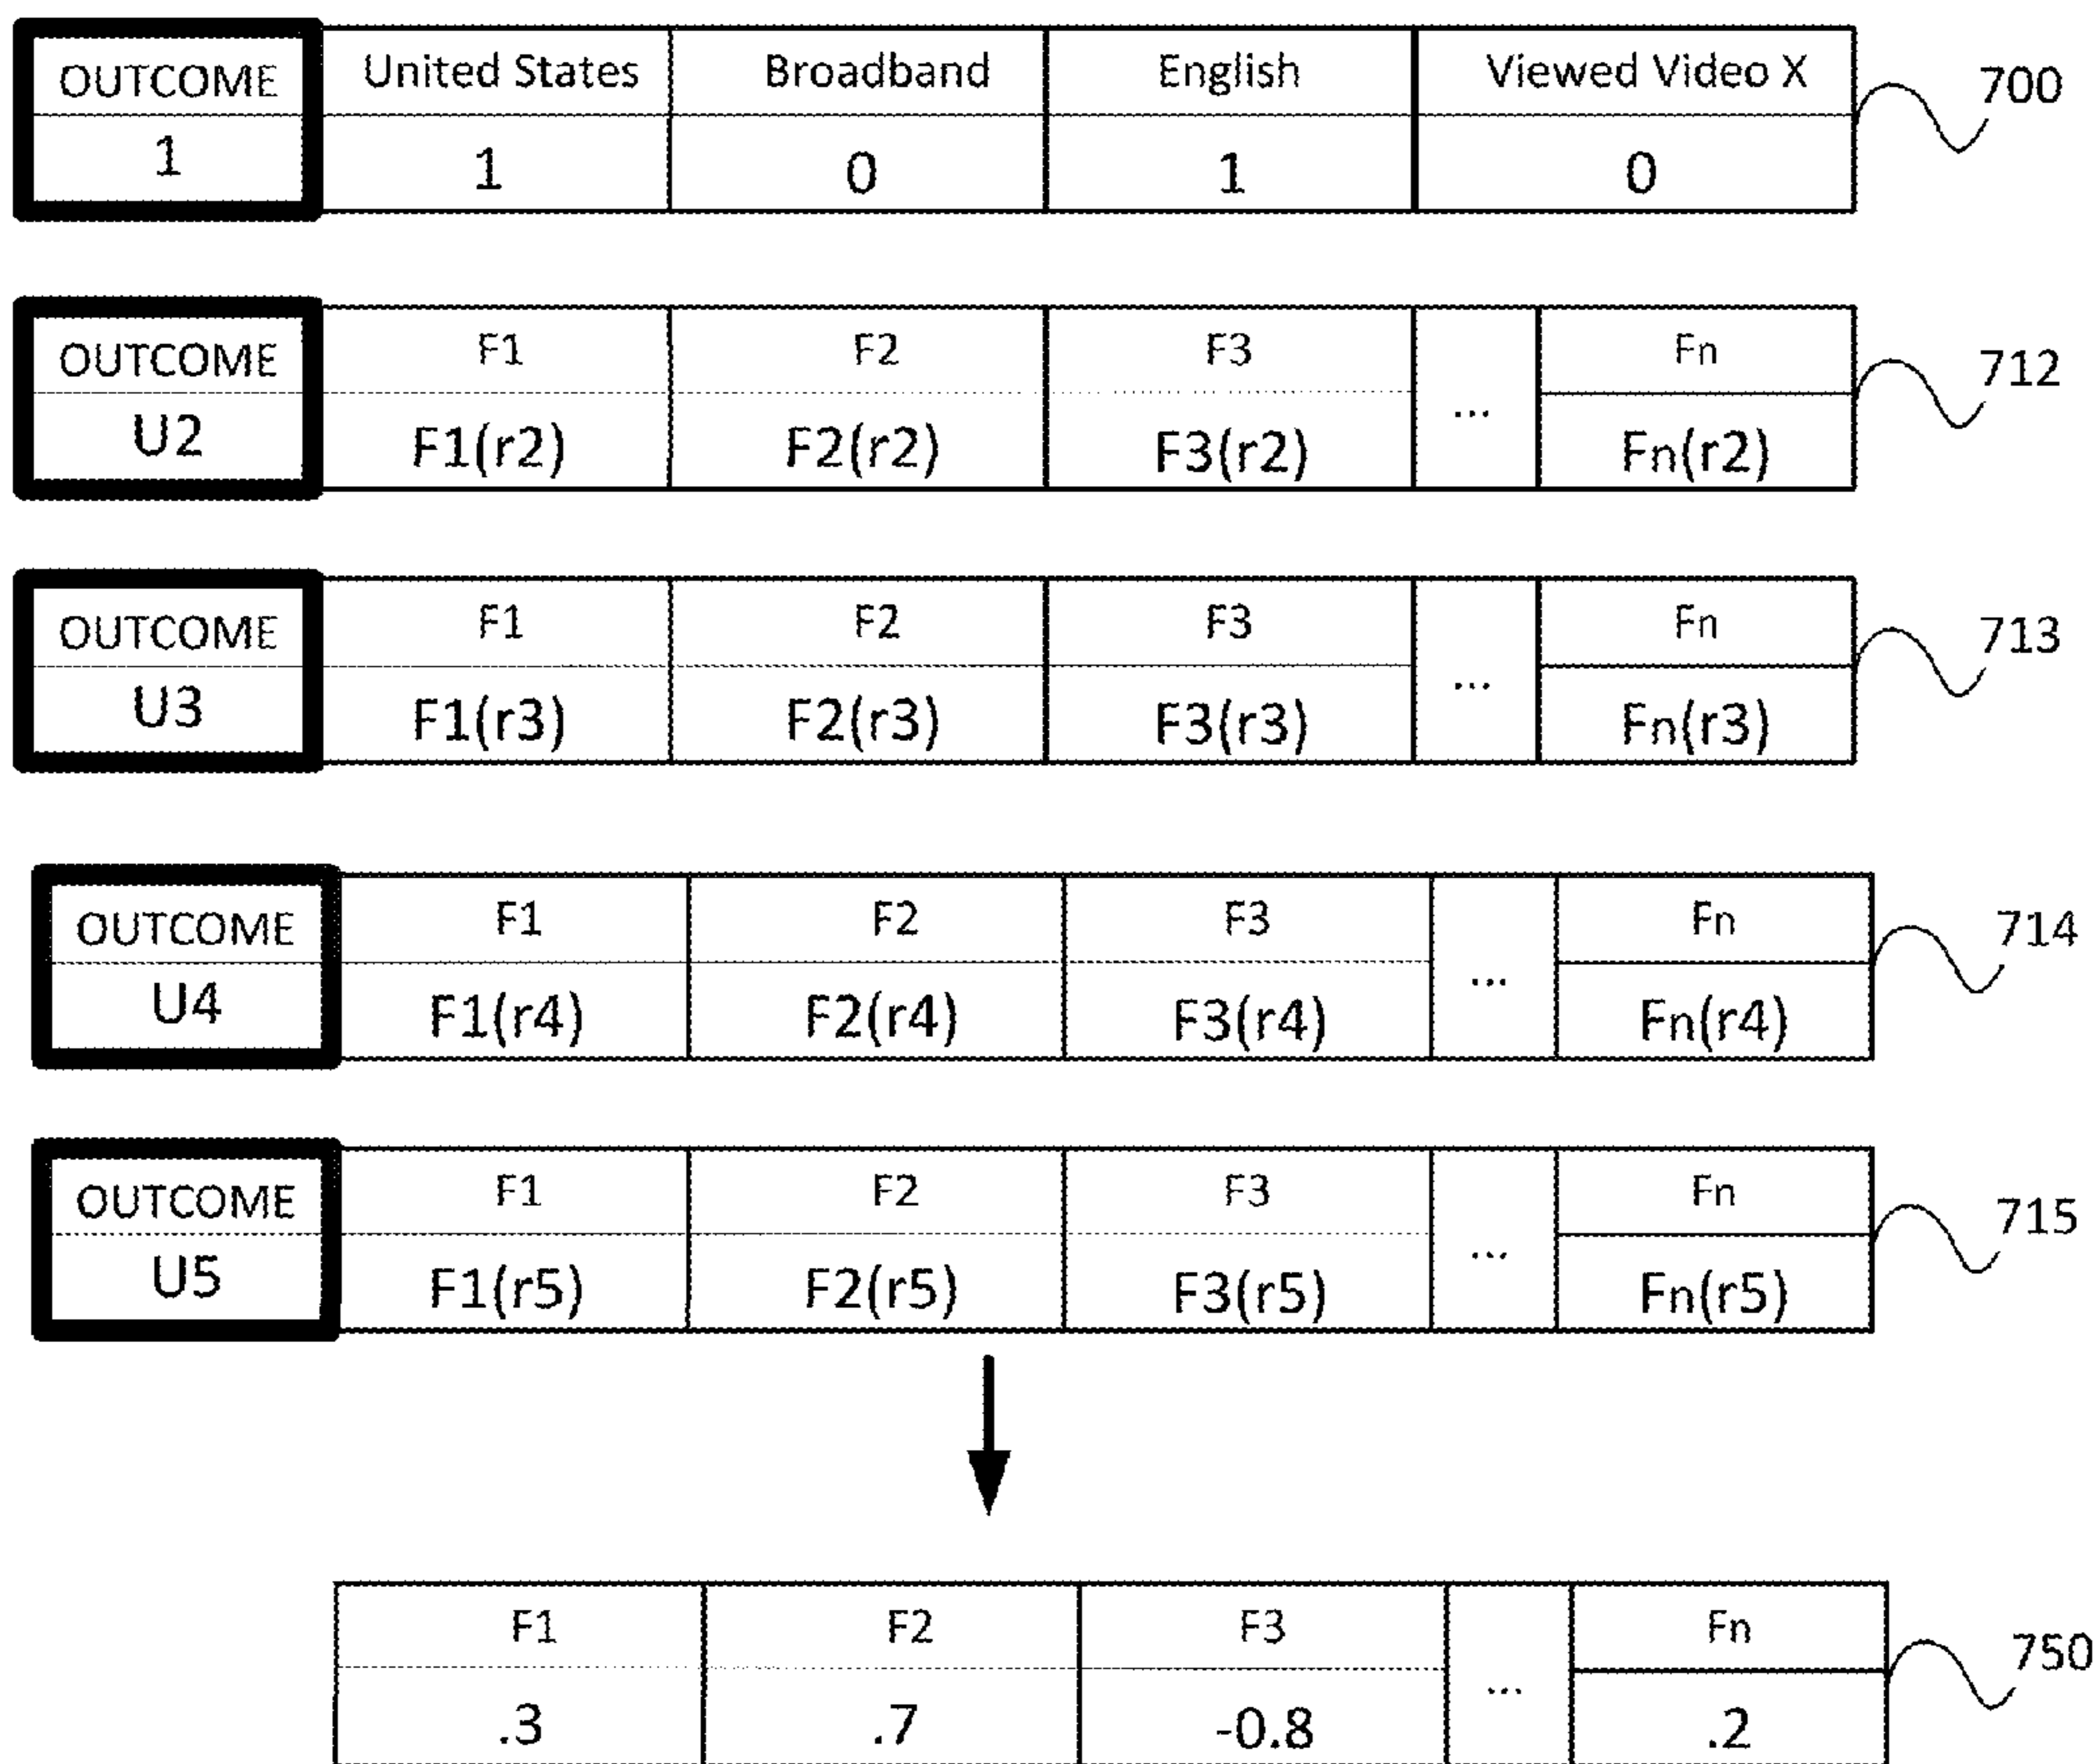 OUTCOME United States Broadband English Viewed Video X 700
1 1 0 1 0
OUTCOME F1 F2 F3 ... Fn 712
U2 F1(r2) F2(r2) F3(r2) Fn(r2)
OUTCOME F1 F2 F3 ... Fn 713
U3 F1(r3) F2(r3) F3(r3) Fn(r3)
OUTCOME F1 F2 F3 ... Fn 714
U4 F1(r4) F2(r4) F3(r4) Fn(r4)
OUTCOME F1 F2 F3 ... Fn 715
U5 F1(r5) F2(r5) F3(r5) Fn(r5)
F1 F2 F3 ... Fn 750
.3 .7 -0.8 .2